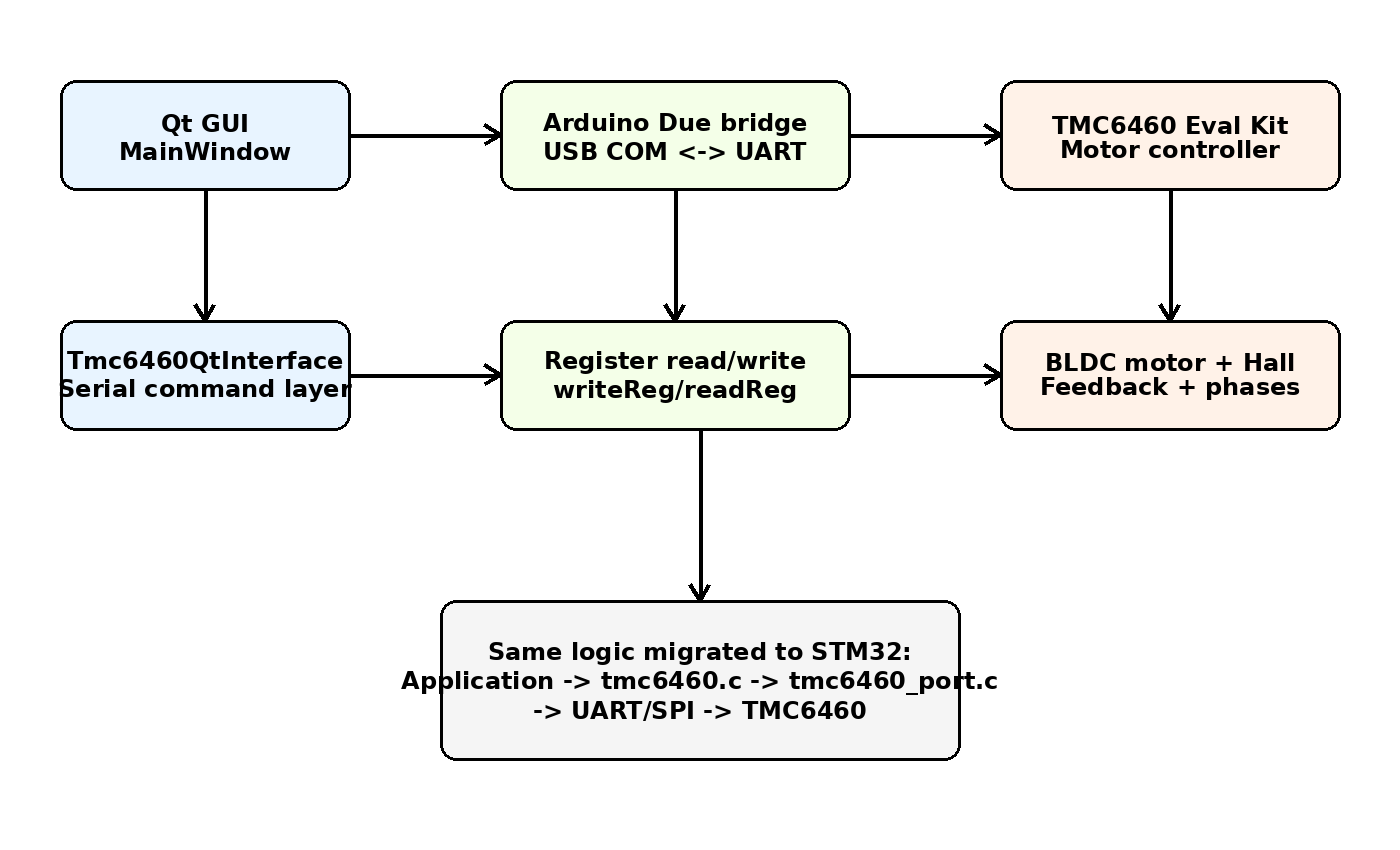 Qt GUI
MainWindow
Arduino Due bridge
USB COM <-> UART
TMC6460 Eval Kit
Motor controller
Tmc6460QtInterface
Serial command layer
Register read/write
writeReg/readReg
BLDC motor + Hall
Feedback + phases
Same logic migrated to STM32:
Application -> tmc6460.c -> tmc6460_port.c
-> UART/SPI -> TMC6460